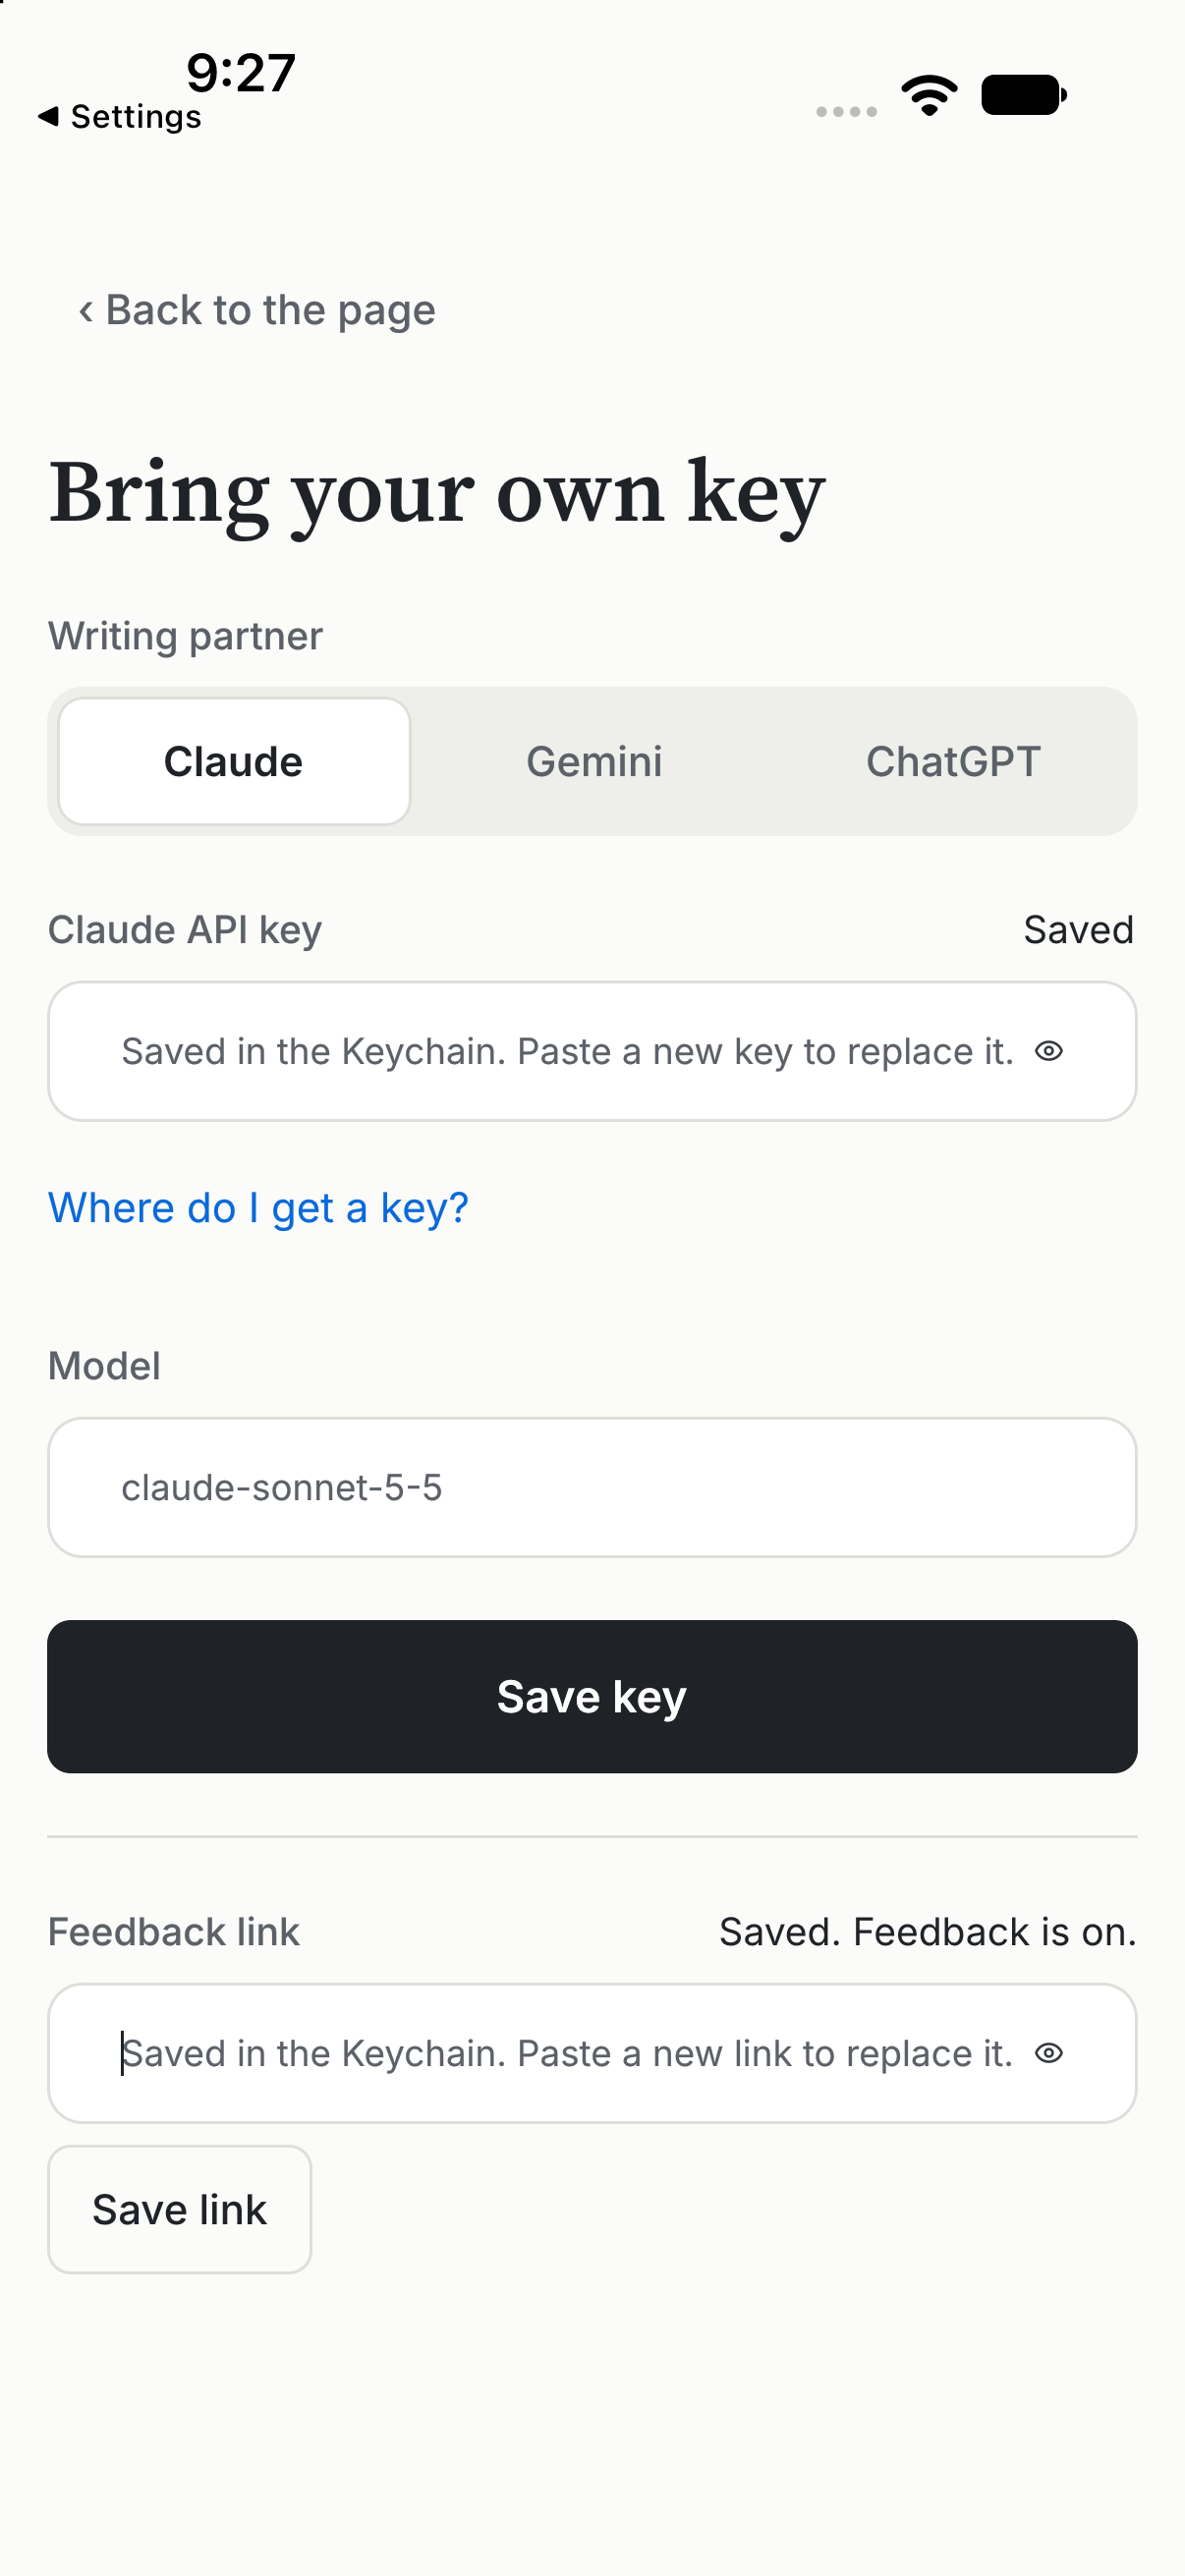 9:27
◀ Settings
‹ Back to the page
Bring your own key
Writing partner
Claude Gemini ChatGPT
Claude API key Saved
Saved in the Keychain. Paste a new key to replace it.
Where do I get a key?
Model
claude-sonnet-5-5
Save key
Feedback link Saved. Feedback is on.
Saved in the Keychain. Paste a new link to replace it.
Save link